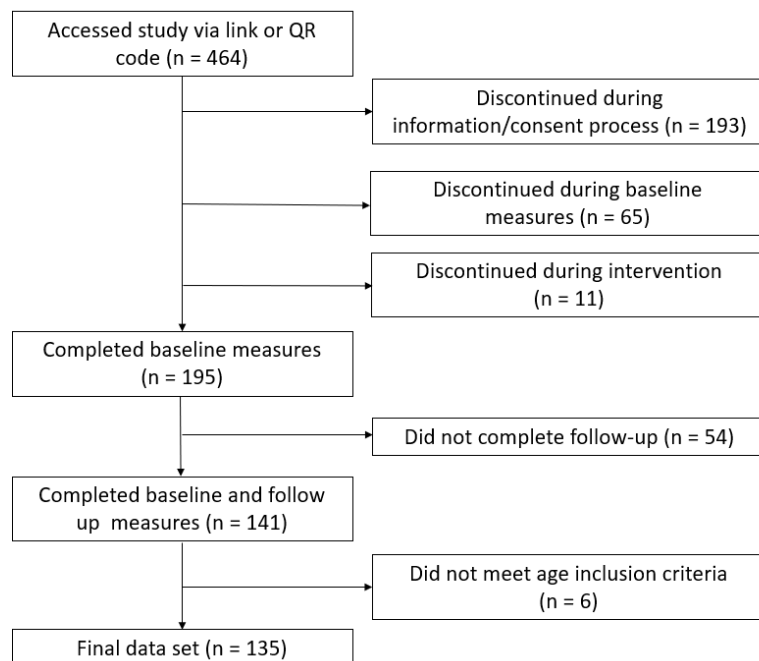 Accessed study via link or QR
code (n = 464)
Discontinued during
information/consent process (n = 193)
Discontinued during baseline
measures (n = 65)
Discontinued during intervention
(n = 11)
Completed baseline measures
(n = 195)
Did not complete follow-up (n = 54)
Completed baseline and follow
up measures (n = 141)
Did not meet age inclusion criteria
(n = 6)
Final data set (n = 135)